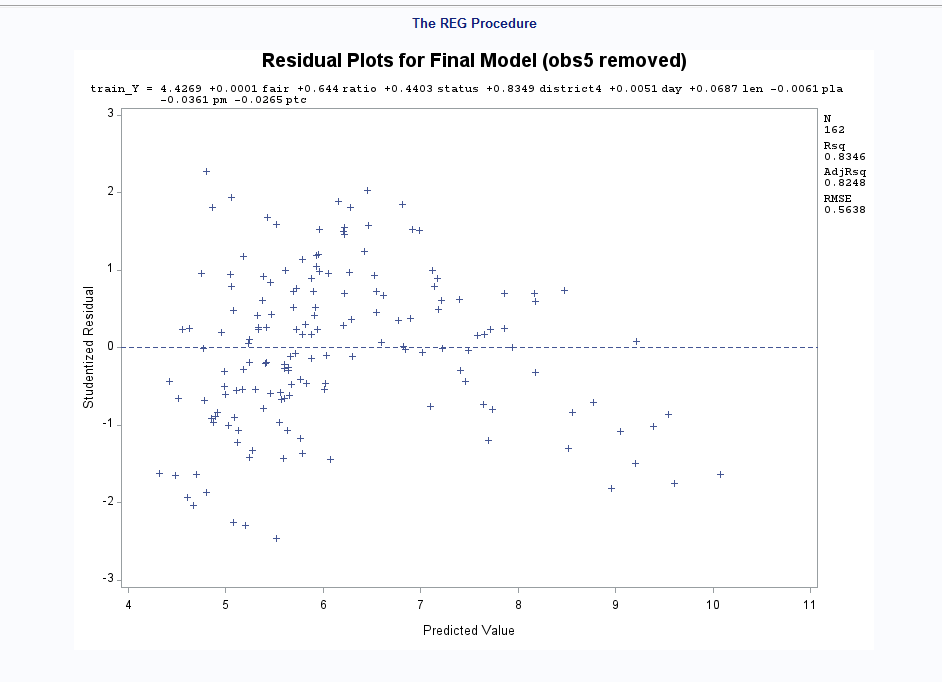 The REG Procedure
Residual Plots for Final Model (obs5 removed)
train_Y = 4.4269 +0.0001 fair +0.644 ratio +0.4403 status +0.8349 district4 +0.0051 day +0.0687 len -0.0061 pla
-0.0361 pm -0.0265 ptc
N
162
Rsq
0.8346
AdjRsq
0.8248
RMSE
0.5638
3
2
1
0
-1
-2
-3
Studentized Residual
4 5 6 7 8 9 10 11
Predicted Value